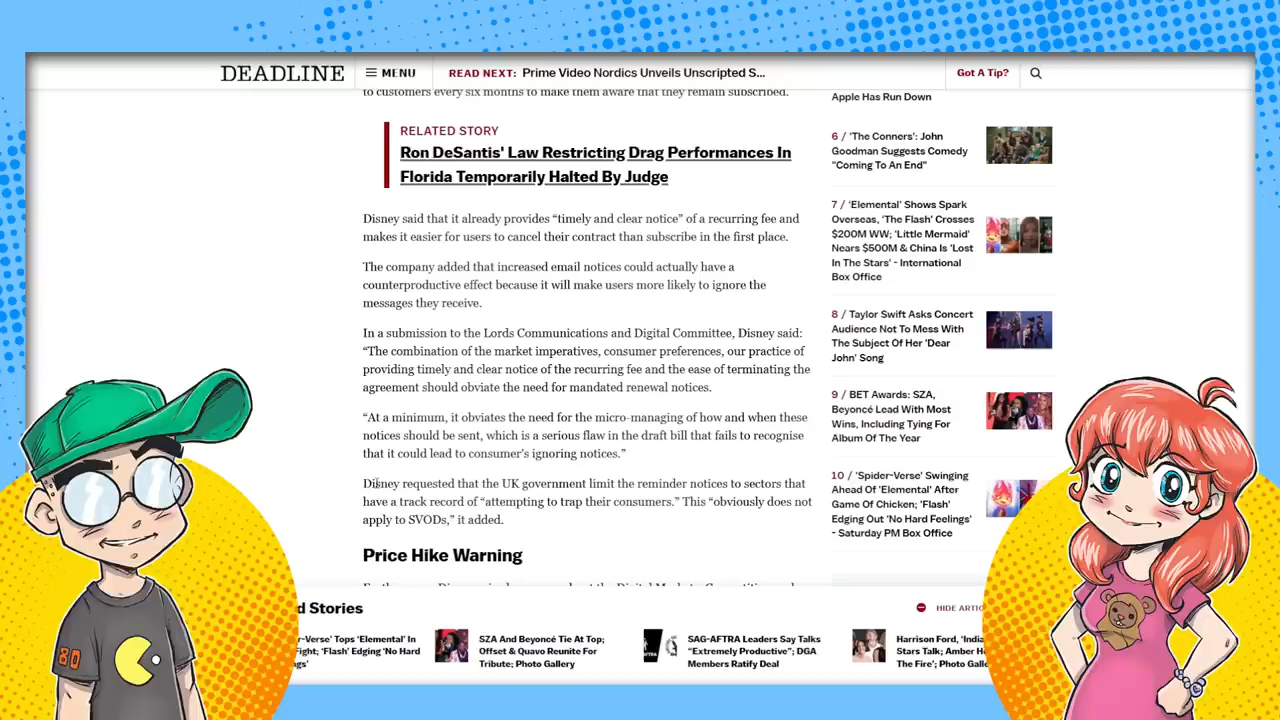 DEADLINE
MENU
READ NEXT: Prime Video Nordics Unveils Unscripted S...
Got A Tip?
to customers every six months to make them aware that they remain subscribed.
RELATED STORY
Ron DeSantis' Law Restricting Drag Performances In
Florida Temporarily Halted By Judge
Disney said that it already provides “timely and clear notice” of a recurring fee and
makes it easier for users to cancel their contract than subscribe in the first place.
The company added that increased email notices could actually have a
counterproductive effect because it will make users more likely to ignore the
messages they receive.
In a submission to the Lords Communications and Digital Committee, Disney said:
“The combination of the market imperatives, consumer preferences, our practice of
providing timely and clear notice of the recurring fee and the ease of terminating the
agreement should obviate the need for mandated renewal notices.
“At a minimum, it obviates the need for the micro-managing of how and when these
notices should be sent, which is a serious flaw in the draft bill that fails to recognise
that it could lead to consumer’s ignoring notices.”
Disney requested that the UK government limit the reminder notices to sectors that
have a track record of “attempting to trap their consumers.” This “obviously does not
apply to SVODs,” it added.
Price Hike Warning
Apple Has Run Down
6 / 'The Conners': John
Goodman Suggests Comedy
"Coming To An End"
7 / 'Elemental' Shows Spark
Overseas, 'The Flash' Crosses
$200M WW; 'Little Mermaid'
Nears $500M & China Is 'Lost
In The Stars' - International
Box Office
8 / Taylor Swift Asks Concert
Audience Not To Mess With
The Subject Of Her 'Dear
John' Song
9 / BET Awards: SZA,
Beyoncé Lead With Most
Wins, Including Tying For
Album Of The Year
10 / 'Spider-Verse' Swinging
Ahead Of 'Elemental' After
Game Of Chicken; 'Flash'
Edging Out 'No Hard Feelings'
- Saturday PM Box Office
d Stories
HIDE ARTIC
r-Verse' Tops 'Elemental' In
Fight; 'Flash' Edging 'No Hard
ngs'
SZA And Beyoncé Tie At Top;
Offset & Quavo Reunite For
Tribute; Photo Gallery
SAG-AFTRA Leaders Say Talks
“Extremely Productive”; DGA
Members Ratify Deal
Harrison Ford, 'India
Stars Talk; Amber He
The Fire'; Photo Galle
80